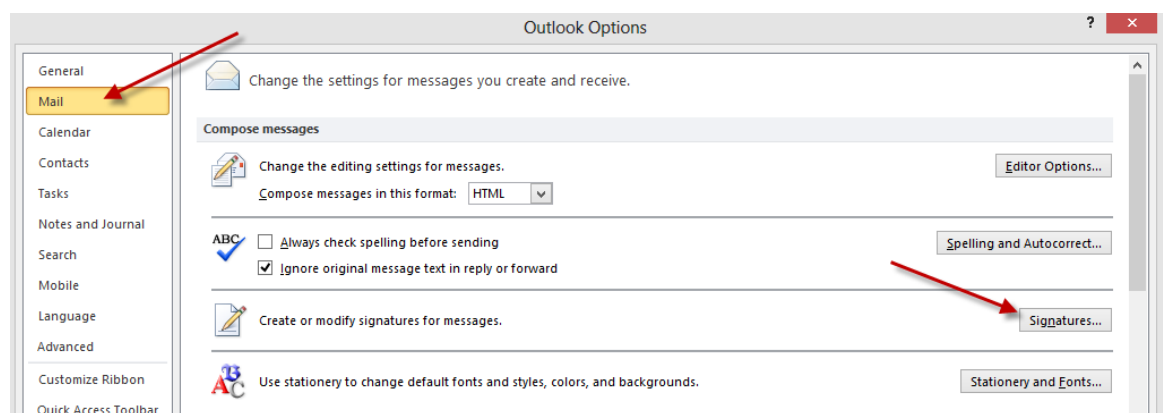 Outlook Options
?
General
Mail
Calendar
Contacts
Tasks
Notes and Journal
Search
Mobile
Language
Advanced
Customize Ribbon
Quick Access Toolbar
Change the settings for messages you create and receive.
Compose messages
Change the editing settings for messages.
Editor Options...
Compose messages in this format: HTML
ABC
Always check spelling before sending
Spelling and Autocorrect...
Ignore original message text in reply or forward
Create or modify signatures for messages.
Signatures...
Use stationery to change default fonts and styles, colors, and backgrounds.
Stationery and Fonts...